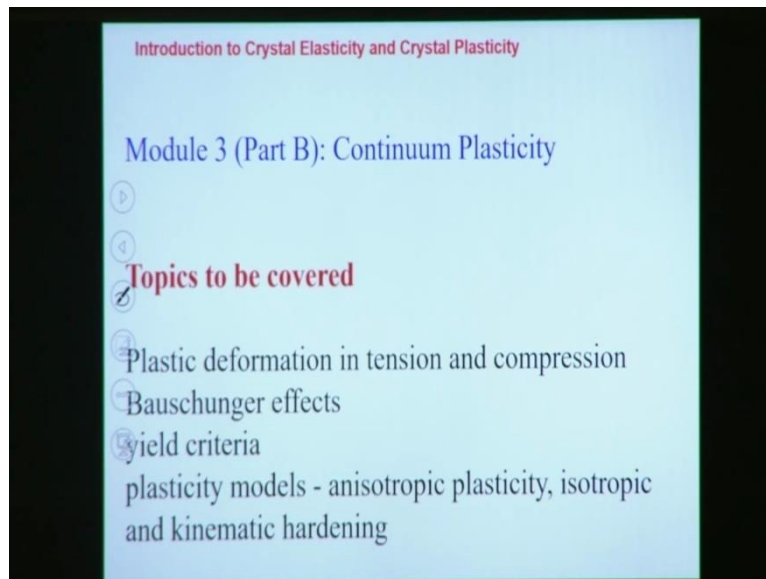 Introduction to Crystal Elasticity and Crystal Plasticity
Module 3 (Part B): Continuum Plasticity
Topics to be covered
Plastic deformation in tension and compression
Bauschunger effects
yield criteria
plasticity models - anisotropic plasticity, isotropic
and kinematic hardening